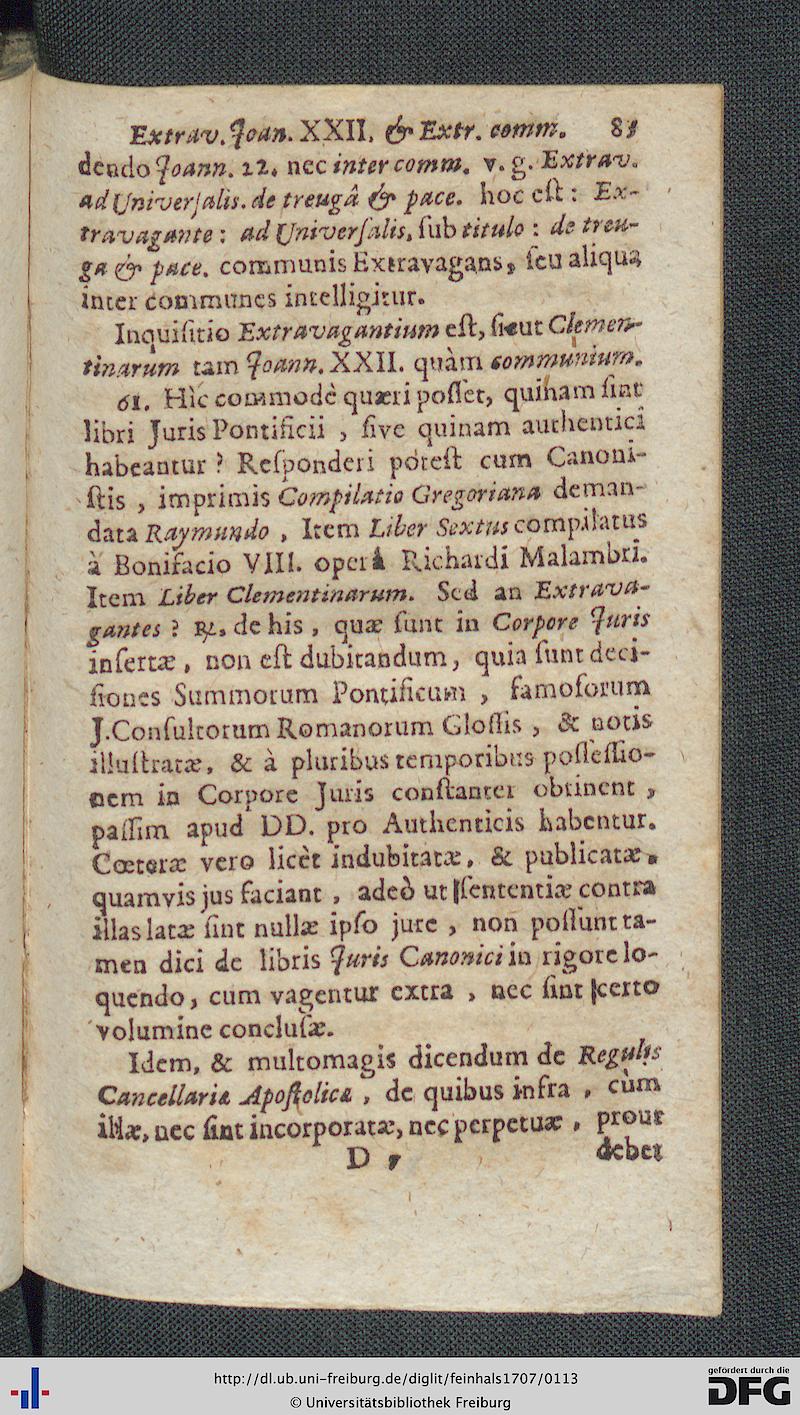 Extrav. Joan. XXII. & Extr. comm. 81
dendo Joann. 22. nec inter comm. v. g. Extrav.
ad Univerſalis. de treugâ & pace. hoc eſt: Ex-
travagante: ad Univerſalis, ſub titulo: de treu-
ga & pace. communis Extravagans, ſeu aliqua
inter communes intelligitur.
Inquiſitio Extravagantium eſt, ſicut Clemen-
tinarum tam Joann. XXII. quàm communium.
61. Hîc commodè quæri poſſet, quinam ſint
libri Juris Pontificii, ſive quinam authentici
habeantur? Reſponderi poteſt cum Canoni-
ſtis, imprimis Compilatio Gregoriana deman-
data Raymundo, Item Liber Sextus compilatus
à Bonifacio VIII. operâ Richardi Malambri.
Item Liber Clementinarum. Sed an Extrava-
gantes? ℞. de his, quæ ſunt in Corpore Juris
inſertæ, non eſt dubitandum, quia ſunt deci-
ſiones Summorum Pontificum, famoſorum
J. Conſultorum Romanorum Gloſſis, & notis
illuſtratæ, & à pluribus temporibus poſſeſſio-
nem in Corpore Juris conſtanter obtinent,
paſſim apud DD. pro Authenticis habentur.
Cœteræ vero licèt indubitatæ, & publicatæ,
quamvis jus faciant, adeò ut ſententiæ contra
illas latæ ſint nullæ ipſo jure, non poſſunt ta-
men dici de libris Juris Canonici in rigore lo-
quendo, cum vagentur extra, nec ſint certo
volumine concluſæ.
Idem, & multomagis dicendum de Regulis
Cancellariæ Apoſtolicæ, de quibus infra, cùm
illæ, nec ſint incorporatæ, nec perpetuæ, prout
D debet
http://dl.ub.uni-freiburg.de/diglit/feinhals1707/0113
© Universitätsbibliothek Freiburg
gefördert durch die
DFG